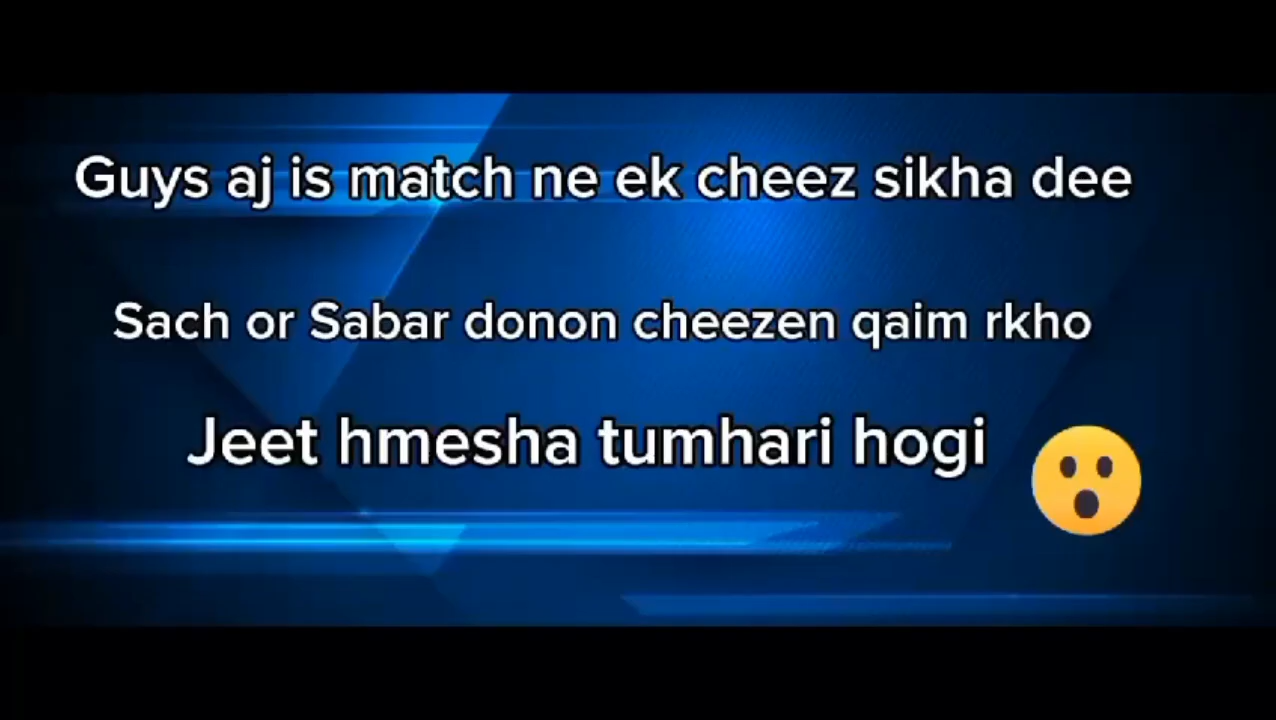 Guys aj is match ne ek cheez sikha dee
Sach or Sabar donon cheezen qaim rkho
Jeet hmesha tumhari hogi